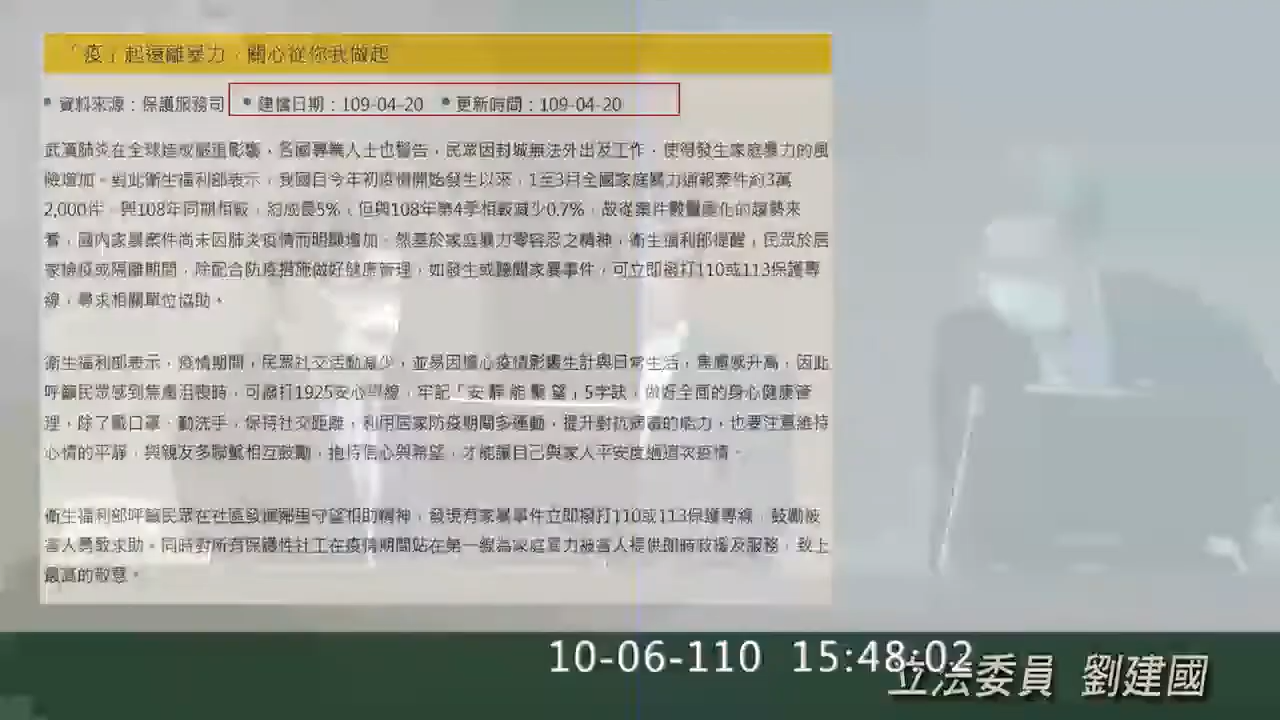 「疫」起遠離暴力，關心從你我做起
• 資料來源：保護服務司 • 建檔日期：109-04-20 • 更新時間：109-04-20
武漢肺炎在全球造成嚴重影響，各國專業人士也警告，民眾因封城無法外出及工作，使得發生家庭暴力的風
險增加。對此衛生福利部表示，我國自今年初疫情開始發生以來，1至3月全國家庭暴力通報案件約3萬
2,000件，與108年同期相較，約成長5%，但與108年第4季相較減少0.7%，故從案件數量變化的趨勢來
看，國內家暴案件尚未因肺炎疫情而明顯增加。然基於家庭暴力零容忍之精神，衛生福利部提醒，民眾於居
家檢疫或隔離期間，除配合防疫措施做好健康管理，如發生或聽聞家暴事件，可立即撥打110或113保護專
線，尋求相關單位協助。
衛生福利部表示，疫情期間，民眾社交活動減少，並易因擔心疫情影響生計與日常生活，焦慮感升高，因此
呼籲民眾感到焦慮沮喪時，可撥打1925安心專線，牢記「安 靜 能 繫 望」5字訣，做好全面的身心健康管
理，除了戴口罩、勤洗手，保持社交距離，利用居家防疫期間多運動，提升對抗病毒的能力，也要注意維持
心情的平靜，與親友多聯繫相互鼓勵，抱持信心與希望，才能讓自己與家人平安度過這次疫情。
衛生福利部呼籲民眾在社區發揮鄰里守望相助精神，發現有家暴事件立即撥打110或113保護專線，鼓勵被
害人勇敢求助。同時對所有保護性社工在疫情期間站在第一線為家庭暴力被害人提供即時救援及服務，致上
最高的敬意。
10-06-110 15:48:02
立法委員 劉建國